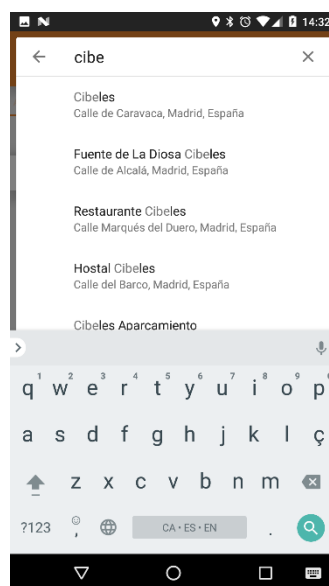 14:32
cibe
Cibeles
Calle de Caravaca, Madrid, España
Fuente de La Diosa Cibeles
Calle de Alcalá, Madrid, España
Restaurante Cibeles
Calle Marqués del Duero, Madrid, España
Hostal Cibeles
Calle del Barco, Madrid, España
Cibeles Aparcamiento
1 2 3 4 5 6 7 8 9
q w e r t y u i o p
a s d f g h j k l ç
z x c v b n m
?123 , CA • ES • EN .